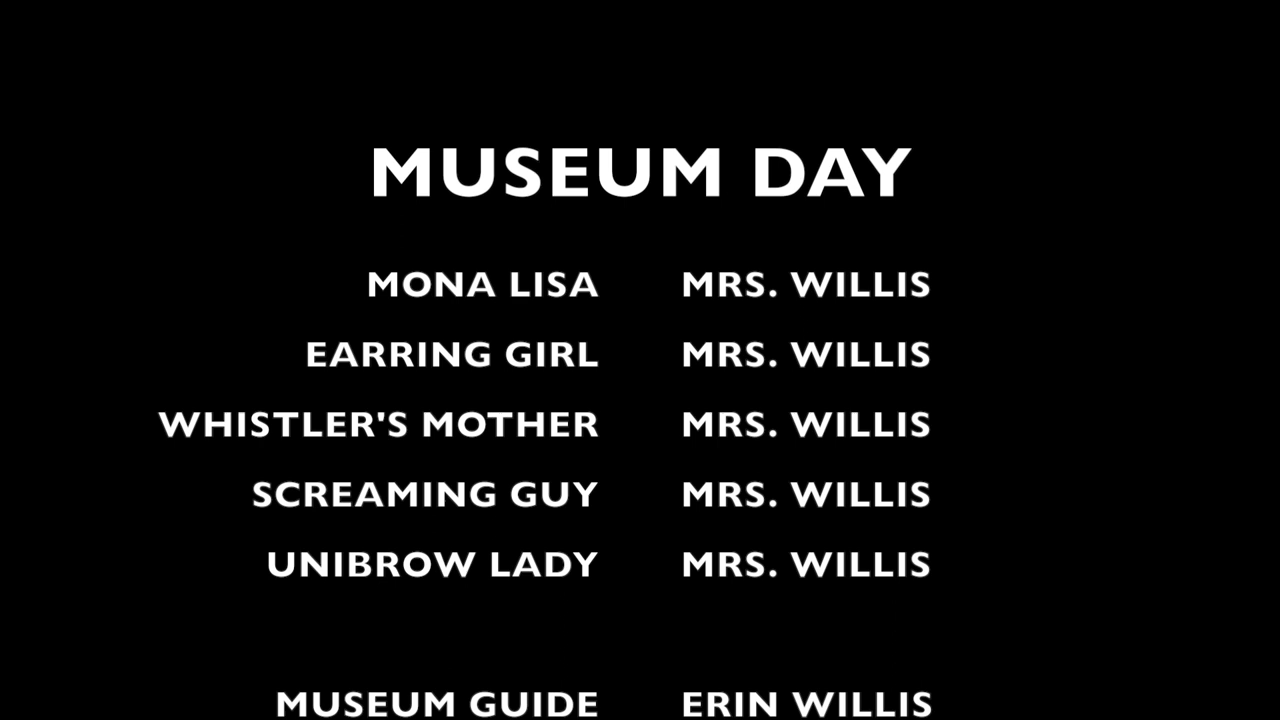 MUSEUM DAY
MONA LISA MRS. WILLIS
EARRING GIRL MRS. WILLIS
WHISTLER'S MOTHER MRS. WILLIS
SCREAMING GUY MRS. WILLIS
UNIBROW LADY MRS. WILLIS
MUSEUM GUIDE ERIN WILLIS